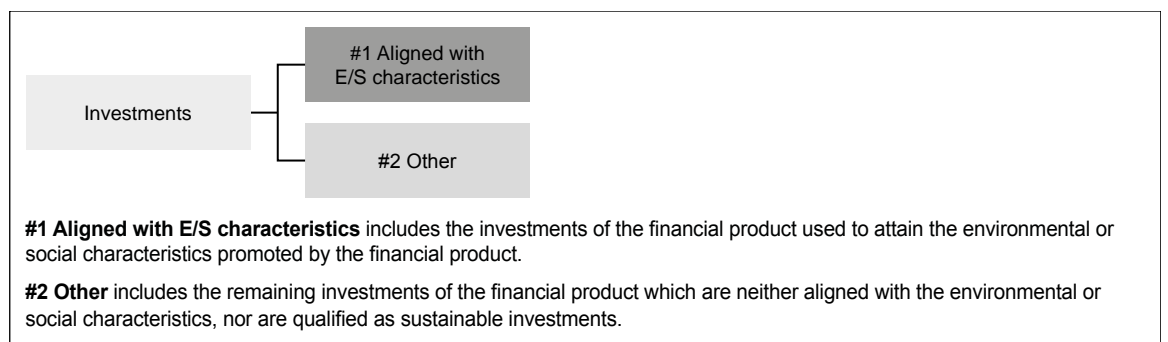 #1 Aligned with
E/S characteristics
Investments
#2 Other
#1 Aligned with E/S characteristics includes the investments of the financial product used to attain the environmental or
social characteristics promoted by the financial product.
#2 Other includes the remaining investments of the financial product which are neither aligned with the environmental or
social characteristics, nor are qualified as sustainable investments.